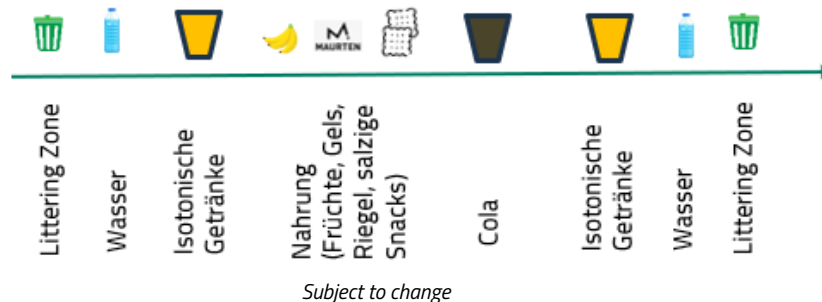 MAURTEN
Littering Zone
Wasser
Isotonische
Getränke
Nahrung
(Früchte, Gels,
Riegel, salzige
Snacks)
Cola
Isotonische
Getränke
Wasser
Littering Zone
Subject to change